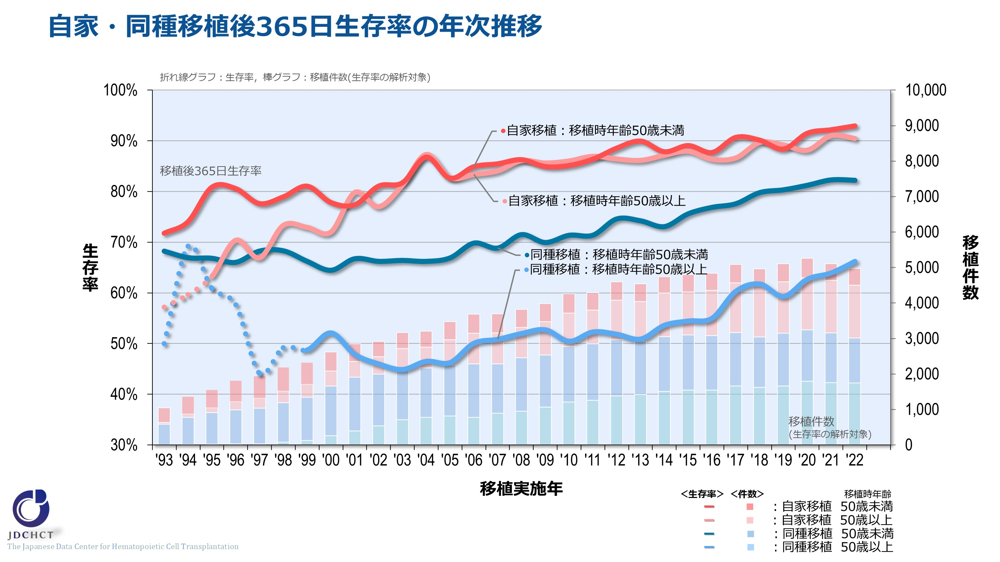 自家・同種移植後365日生存率の年次推移
折れ線グラフ：生存率，棒グラフ：移植件数(生存率の解析対象)
100%
90%
80%
70%
60%
50%
40%
30%
生存率
移植後365日生存率
●自家移植：移植時年齢50歳未満
●自家移植：移植時年齢50歳以上
●同種移植：移植時年齢50歳未満
●同種移植：移植時年齢50歳以上
10,000
9,000
8,000
7,000
6,000
5,000
4,000
3,000
2,000
1,000
0
移植件数
移植件数
(生存率の解析対象)
'93 '94 '95 '96 '97 '98 '99 '00 '01 '02 '03 '04 '05 '06 '07 '08 '09 '10 '11 '12 '13 '14 '15 '16 '17 '18 '19 '20 '21 '22
移植実施年
＜生存率＞ ＜件数＞ 移植時年齢
：自家移植 50歳未満
：自家移植 50歳以上
：同種移植 50歳未満
：同種移植 50歳以上
JDCHCT
The Japanese Data Center for Hematopoietic Cell Transplantation